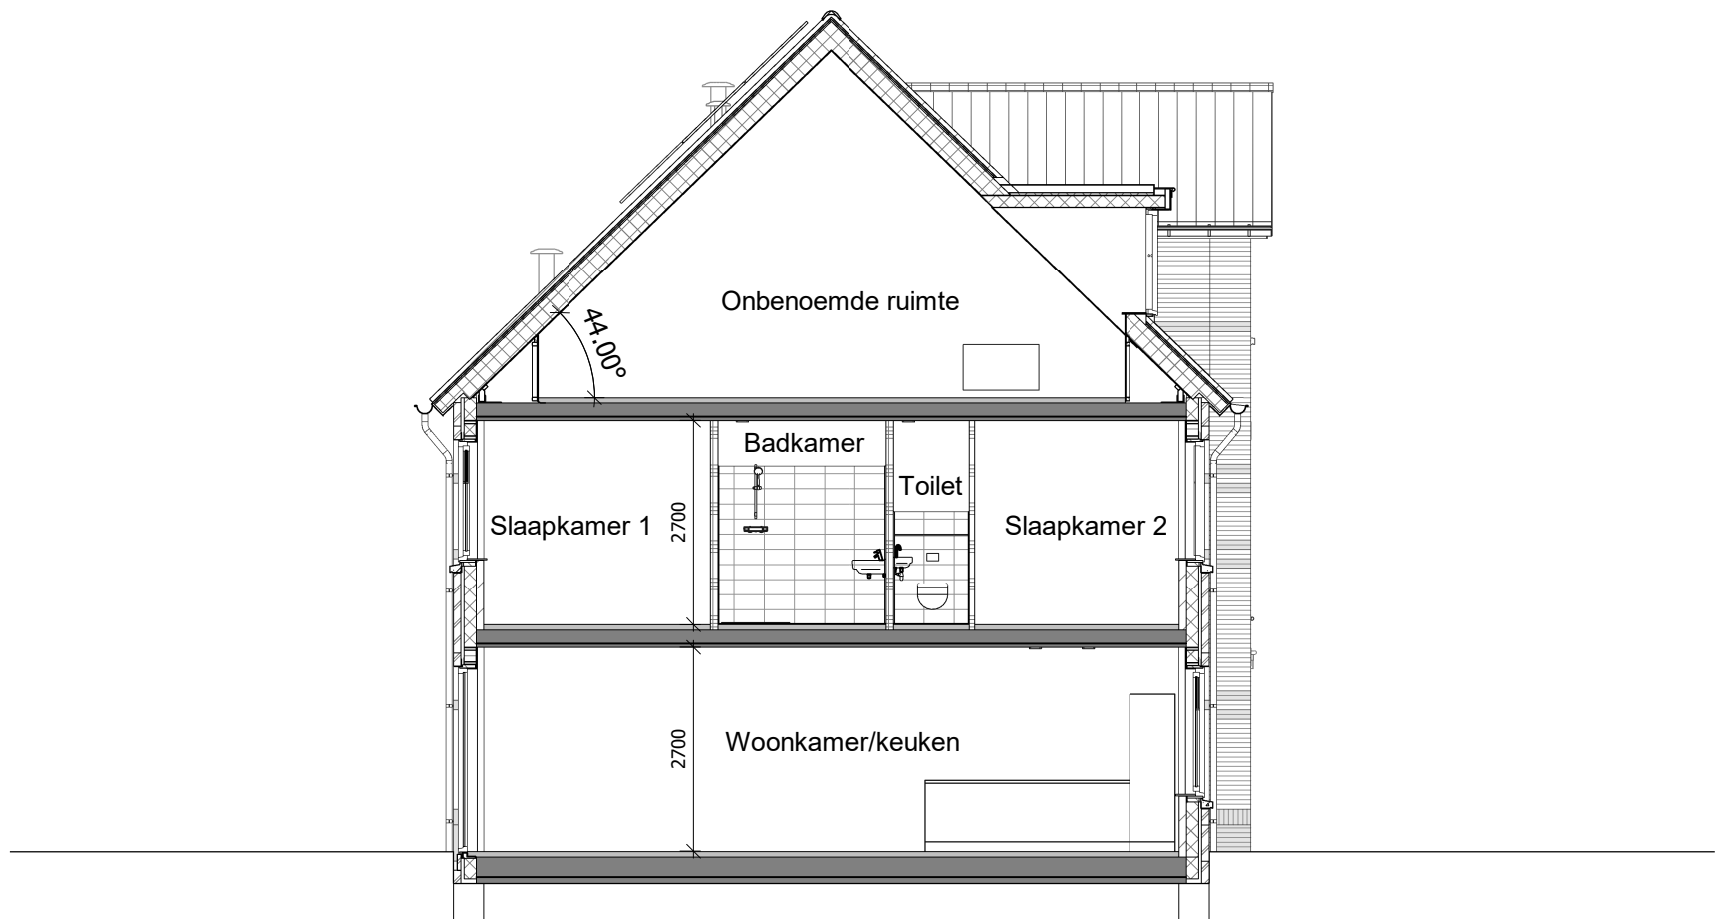 Onbenoemde ruimte
44.00°
Badkamer
Toilet
Slaapkamer 1
2700
Slaapkamer 2
2700
Woonkamer/keuken